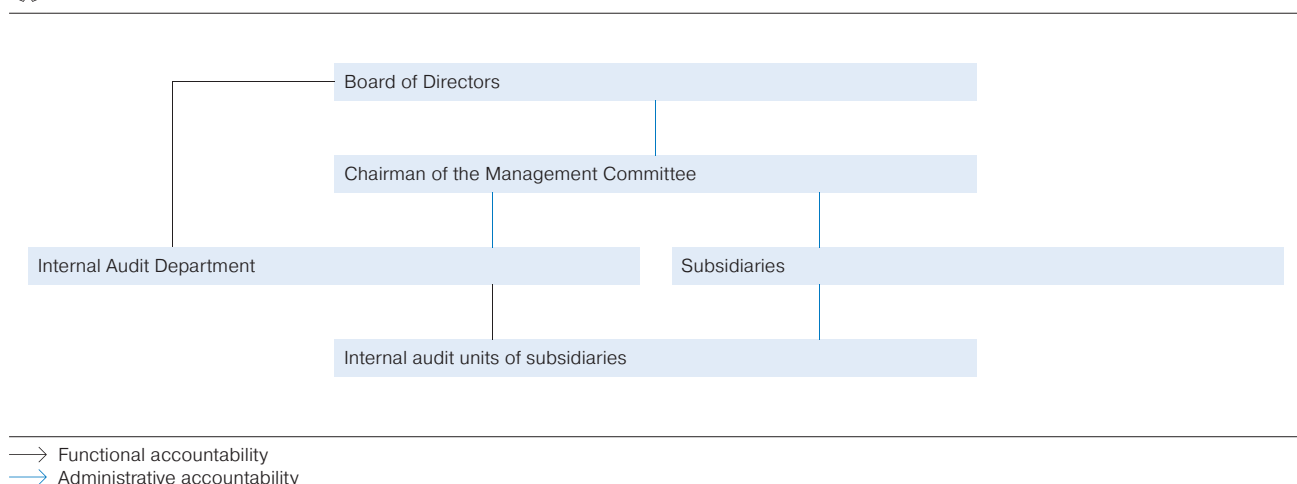 Board of Directors
Chairman of the Management Committee
Internal Audit Department
Subsidiaries
Internal audit units of subsidiaries
Functional accountability
Administrative accountability